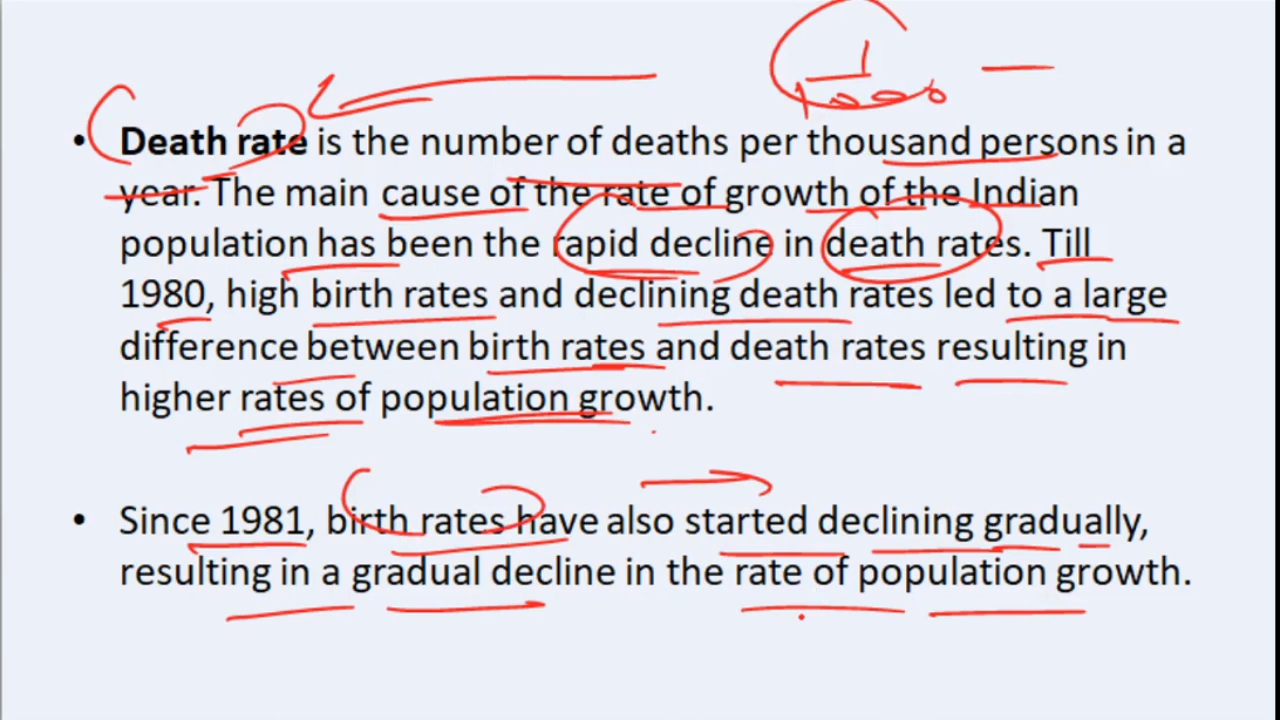 1
1000
• Death rate is the number of deaths per thousand persons in a
year. The main cause of the rate of growth of the Indian
population has been the rapid decline in death rates. Till
1980, high birth rates and declining death rates led to a large
difference between birth rates and death rates resulting in
higher rates of population growth.
• Since 1981, birth rates have also started declining gradually,
resulting in a gradual decline in the rate of population growth.